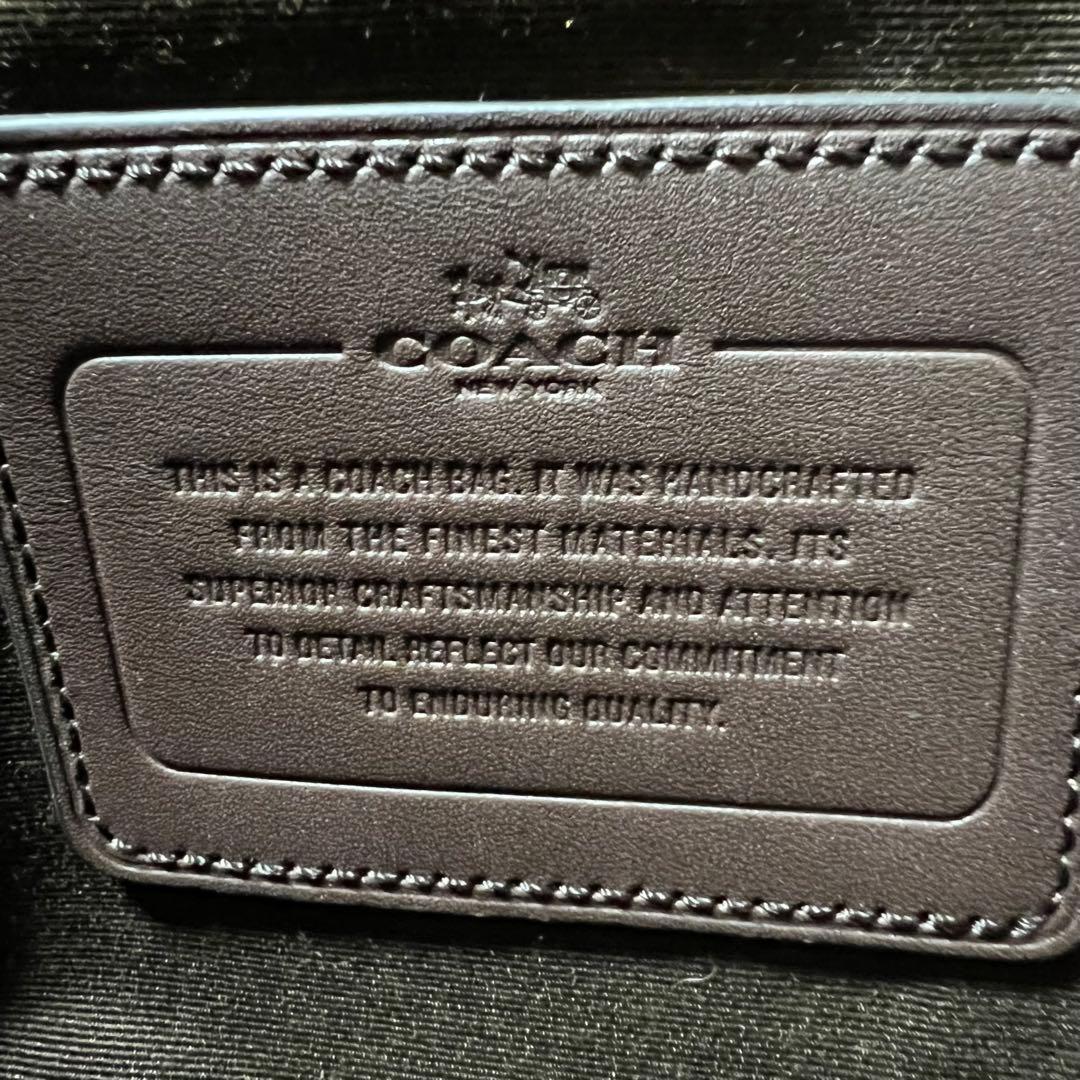 COACH
NEW YORK
THIS IS A COACH BAG. IT WAS HANDCRAFTED
FROM THE FINEST MATERIALS. ITS
SUPERIOR CRAFTSMANSHIP AND ATTENTION
TO DETAIL REFLECT OUR COMMITMENT
TO ENDURING QUALITY.